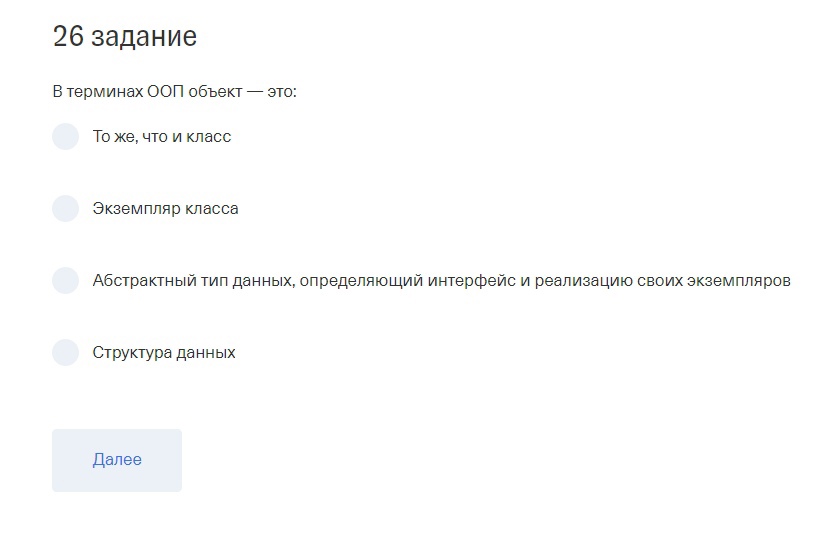 26 задание
В терминах ООП объект — это:
То же, что и класс
Экземпляр класса
Абстрактный тип данных, определяющий интерфейс и реализацию своих экземпляров
Структура данных
Далее